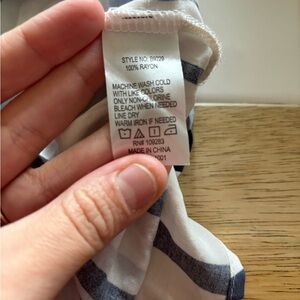 STYLE NO: B9229
100% RAYON
MACHINE WASH COLD
WITH LIKE COLORS
ONLY NON-CHLORINE
BLEACH WHEN NEEDED
LINE DRY
WARM IRON IF NEEDED
RN# 109283
MADE IN CHINA